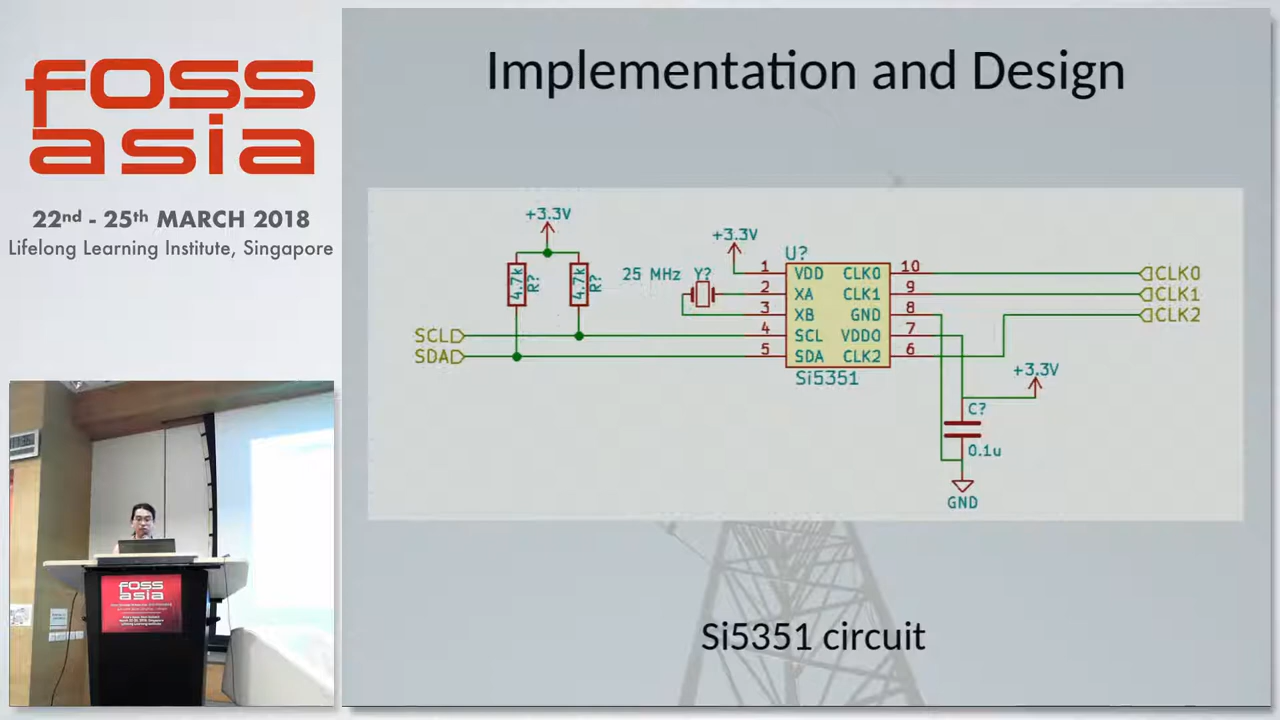 foss
asia
22nd - 25th MARCH 2018
Lifelong Learning Institute, Singapore
Implementation and Design
+3.3V
4.7k
R?
4.7k
R?
SCL
SDA
25 MHz
Y?
+3.3V
U?
1 VDD CLK0 10
2 XA CLK1 9
3 XB GND 8
4 SCL VDDO 7
5 SDA CLK2 6
Si5351
CLK0
CLK1
CLK2
+3.3V
C?
0.1u
GND
Si5351 circuit
foss
asia